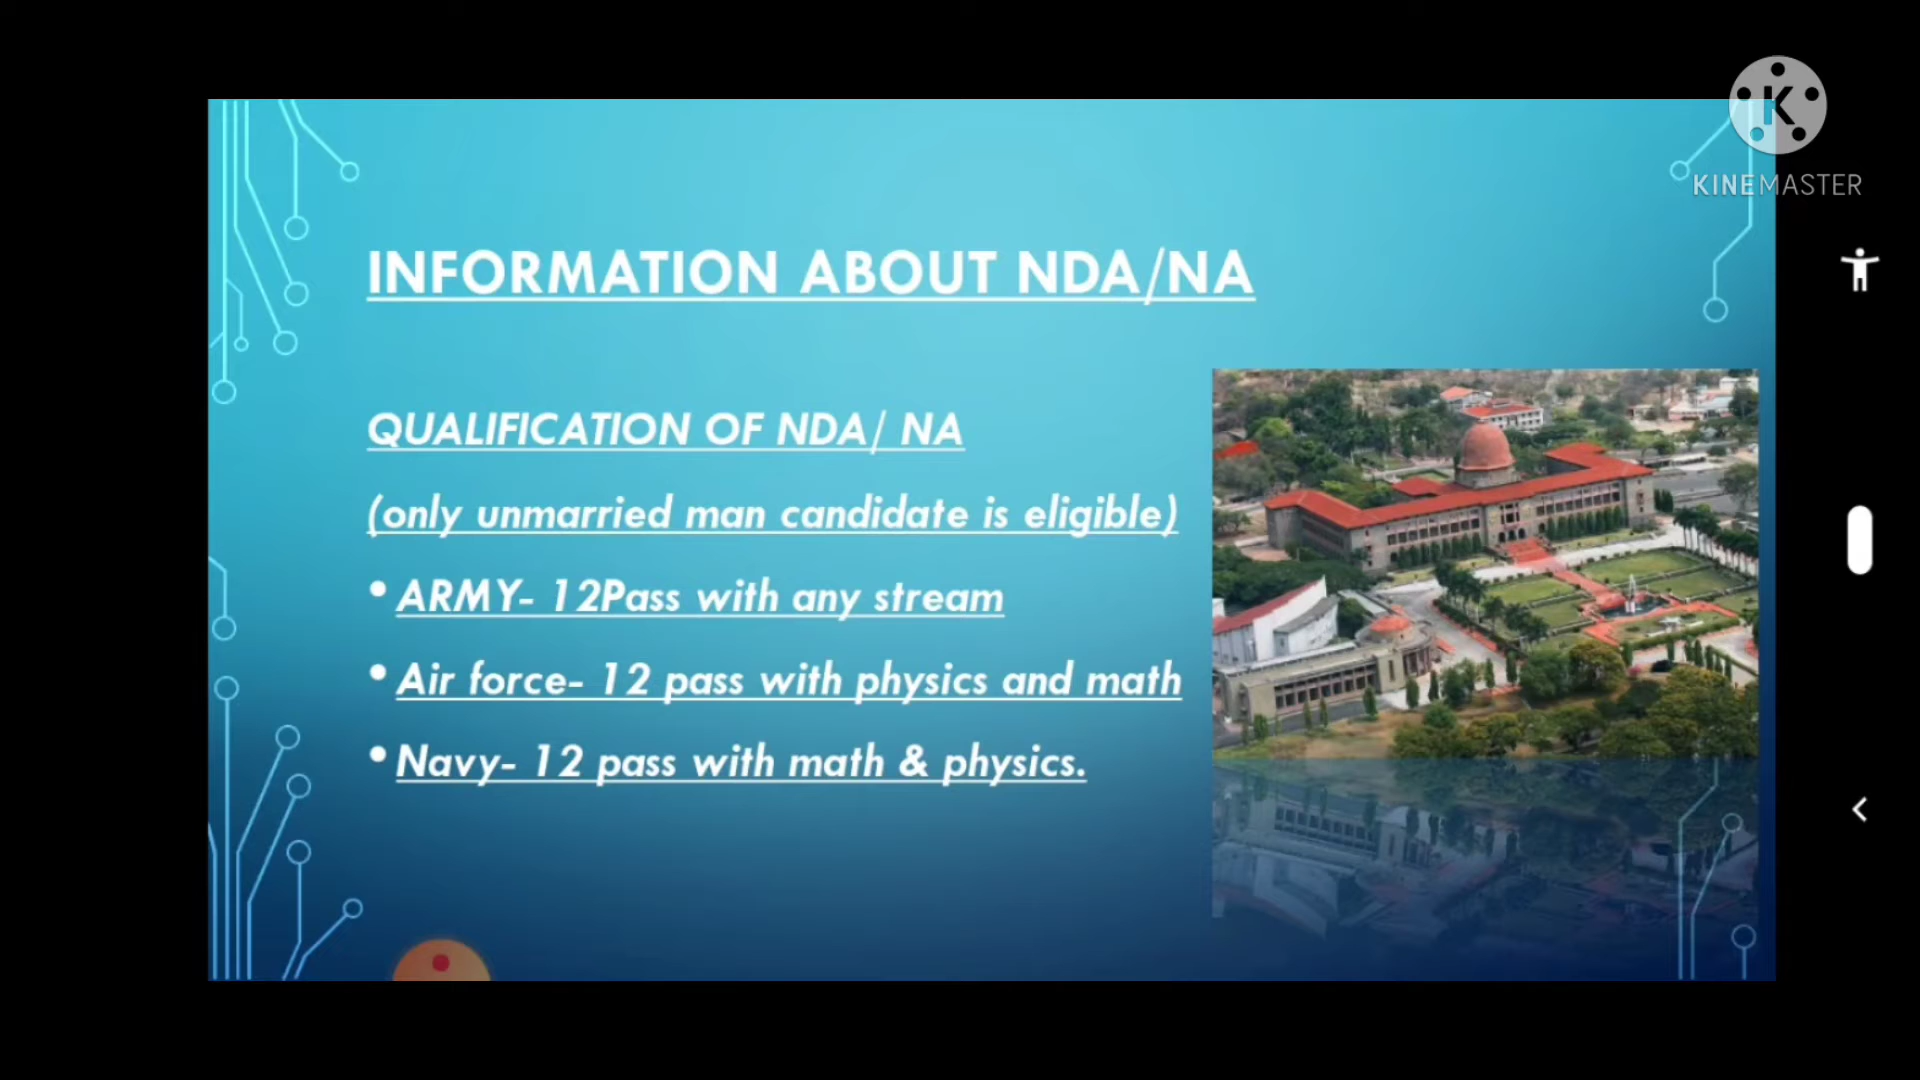 KINEMASTER
INFORMATION ABOUT NDA/NA
QUALIFICATION OF NDA/ NA
(only unmarried man candidate is eligible)
• ARMY- 12Pass with any stream
• Air force- 12 pass with physics and math
• Navy- 12 pass with math & physics.